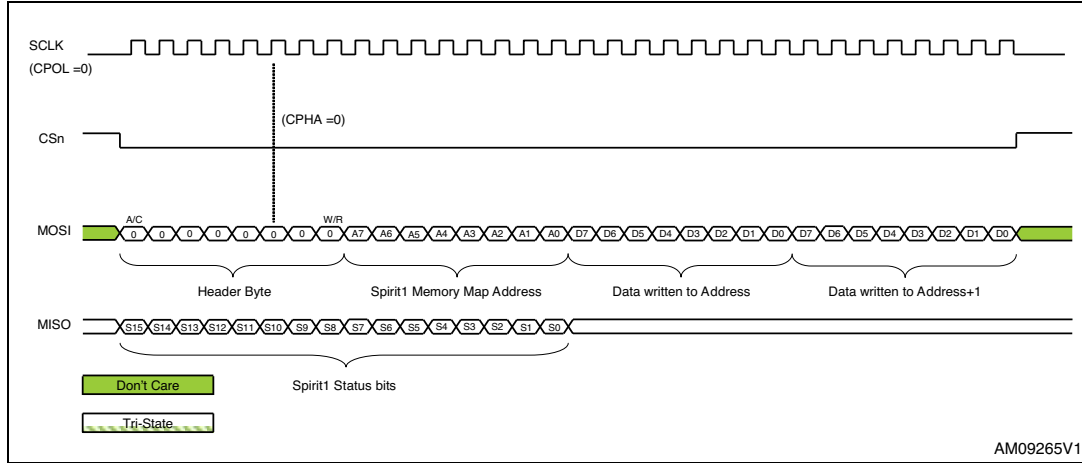 SCLK
(CPOL =0)
(CPHA =0)
CSn
A/C W/R
MOSI 0 0 0 0 0 0 0 0 A7 A6 A5 A4 A3 A2 A1 A0 D7 D6 D5 D4 D3 D2 D1 D0 D7 D6 D5 D4 D3 D2 D1 D0
Header Byte Spirit1 Memory Map Address Data written to Address Data written to Address+1
MISO S15 S14 S13 S12 S11 S10 S9 S8 S7 S6 S5 S4 S3 S2 S1 S0
Don't Care Spirit1 Status bits
Tri-State
AM09265V1